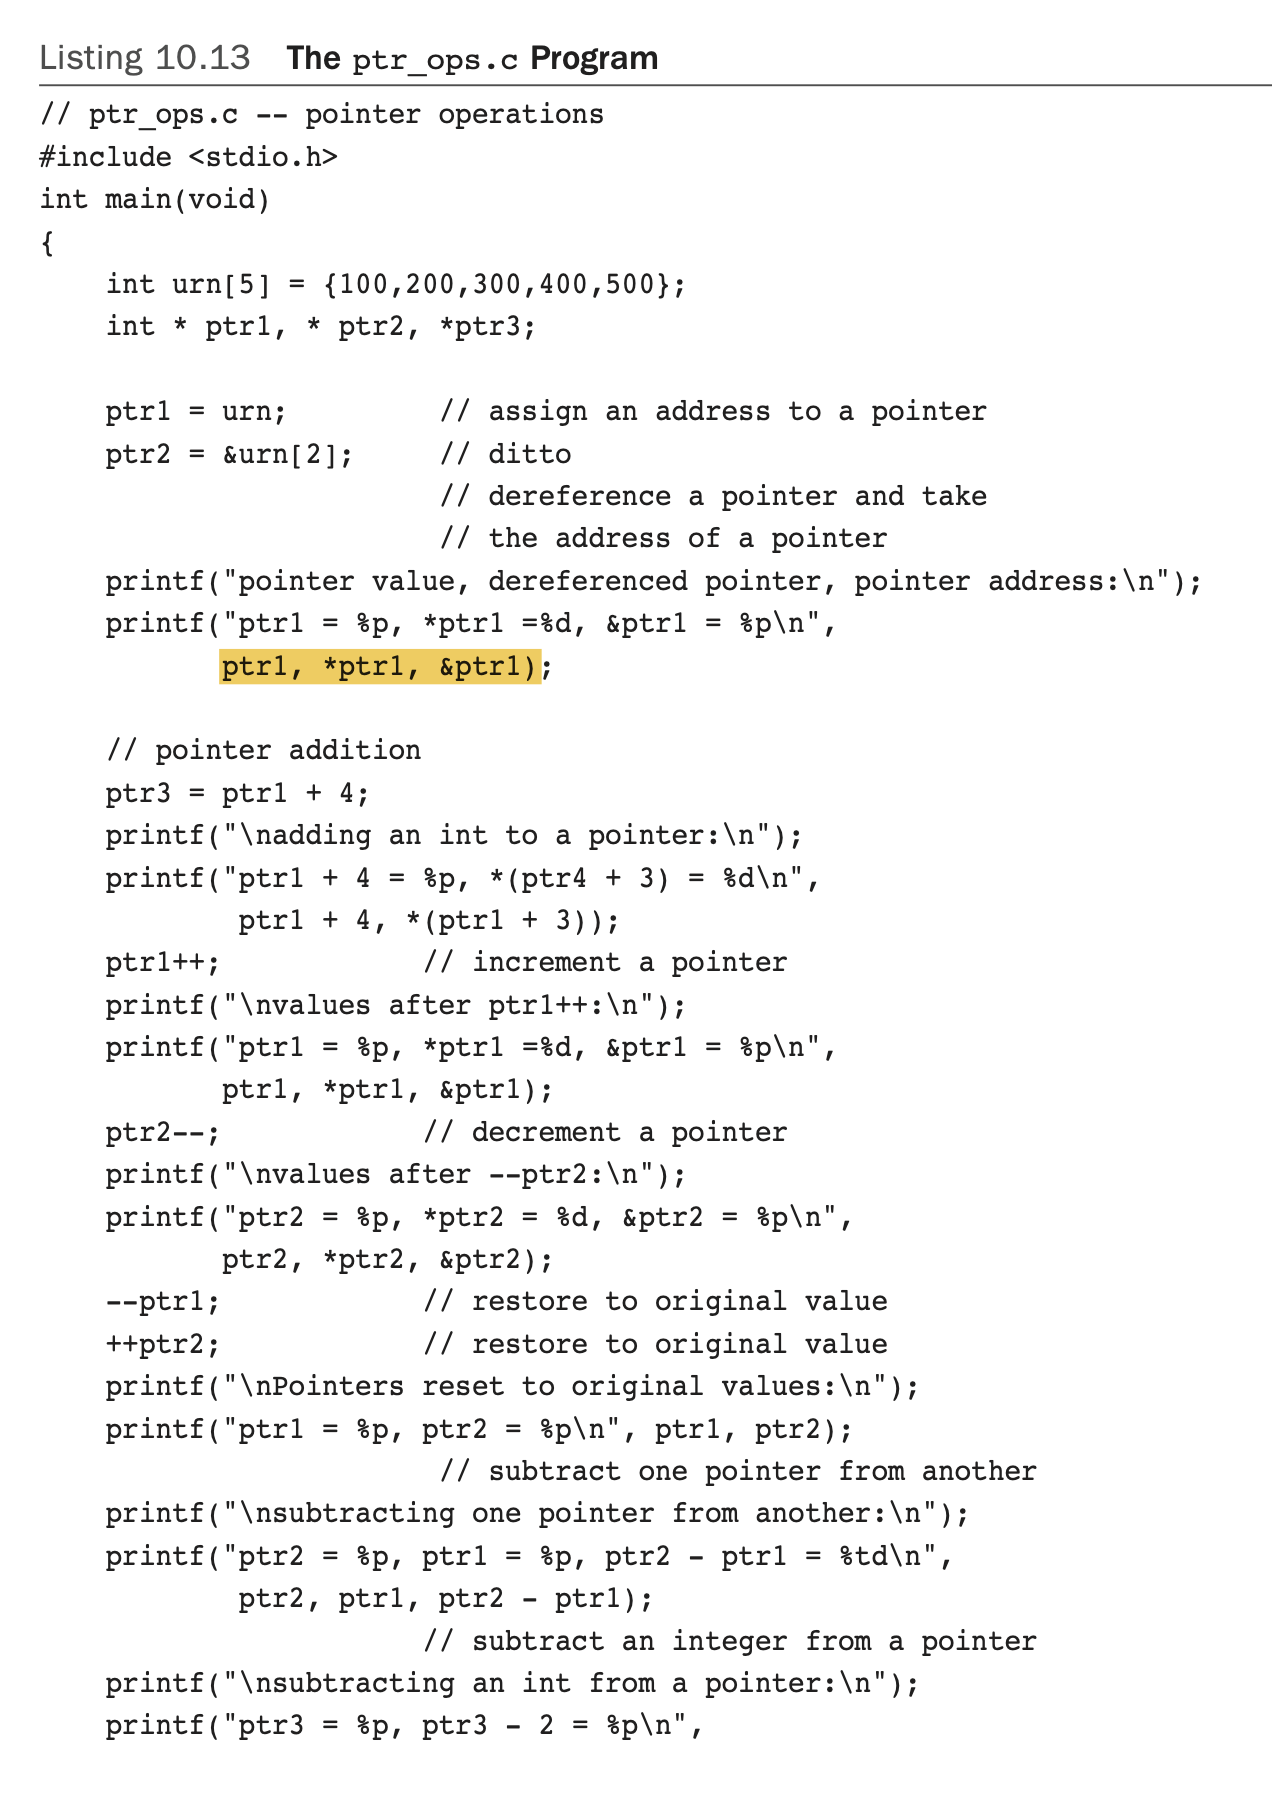 Listing 10.13 The ptr_ops.c Program
// ptr_ops.c -- pointer operations
#include <stdio.h>
int main(void)
{
    int urn[5] = {100,200,300,400,500};
    int * ptr1, * ptr2, *ptr3;

    ptr1 = urn;         // assign an address to a pointer
    ptr2 = &urn[2];     // ditto
                        // dereference a pointer and take
                        // the address of a pointer
    printf("pointer value, dereferenced pointer, pointer address:\n");
    printf("ptr1 = %p, *ptr1 =%d, &ptr1 = %p\n",
           ptr1, *ptr1, &ptr1);

    // pointer addition
    ptr3 = ptr1 + 4;
    printf("\nadding an int to a pointer:\n");
    printf("ptr1 + 4 = %p, *(ptr4 + 3) = %d\n",
            ptr1 + 4, *(ptr1 + 3));
    ptr1++;            // increment a pointer
    printf("\nvalues after ptr1++:\n");
    printf("ptr1 = %p, *ptr1 =%d, &ptr1 = %p\n",
           ptr1, *ptr1, &ptr1);
    ptr2--;            // decrement a pointer
    printf("\nvalues after --ptr2:\n");
    printf("ptr2 = %p, *ptr2 = %d, &ptr2 = %p\n",
           ptr2, *ptr2, &ptr2);
    --ptr1;            // restore to original value
    ++ptr2;            // restore to original value
    printf("\nPointers reset to original values:\n");
    printf("ptr1 = %p, ptr2 = %p\n", ptr1, ptr2);
                        // subtract one pointer from another
    printf("\nsubtracting one pointer from another:\n");
    printf("ptr2 = %p, ptr1 = %p, ptr2 - ptr1 = %td\n",
            ptr2, ptr1, ptr2 - ptr1);
                       // subtract an integer from a pointer
    printf("\nsubtracting an int from a pointer:\n");
    printf("ptr3 = %p, ptr3 - 2 = %p\n",